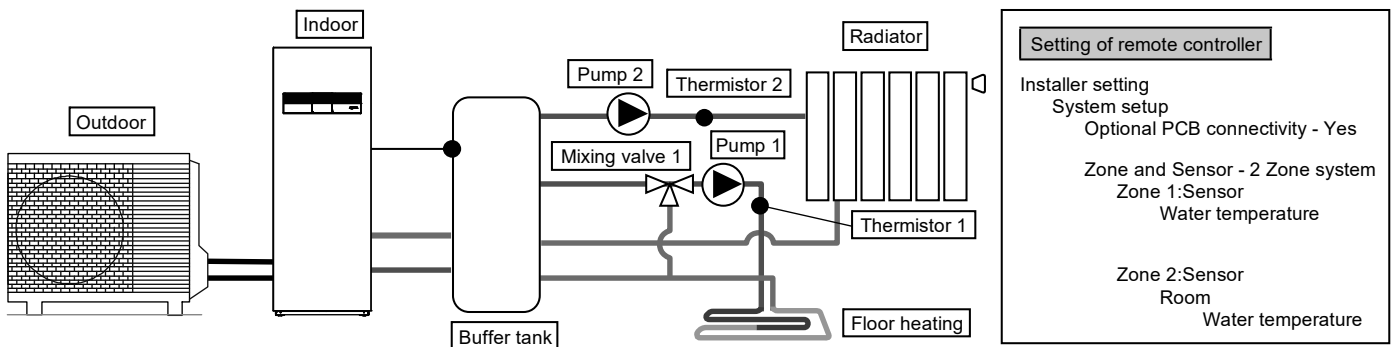 Indoor
Outdoor
Pump 2
Thermistor 2
Radiator
Mixing valve 1
Pump 1
Thermistor 1
Buffer tank
Floor heating
Setting of remote controller
Installer setting
System setup
Optional PCB connectivity - Yes
Zone and Sensor - 2 Zone system
Zone 1:Sensor
Water temperature
Zone 2:Sensor
Room
Water temperature